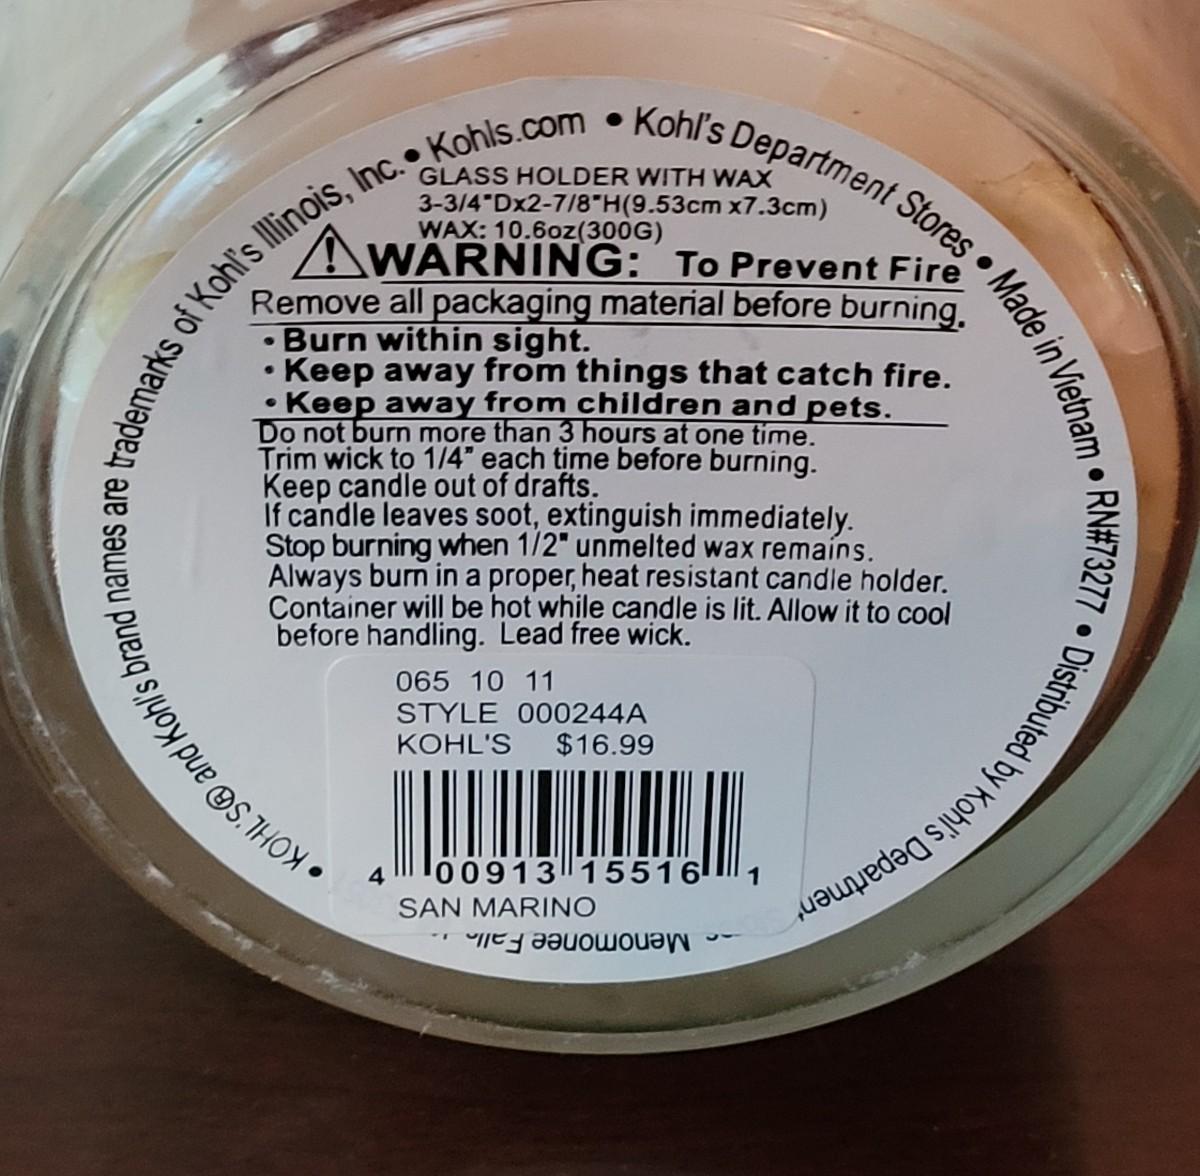 • KOHL'S® and Kohl's brand names are trademarks of Kohl's Illinois, Inc. • Kohls.com • Kohl's Department Stores • Made in Vietnam • RN#73277 • Distributed by Kohl's Department Menomonee Falls
GLASS HOLDER WITH WAX
3-3/4"Dx2-7/8"H(9.53cm x7.3cm)
WAX: 10.6oz(300G)
⚠WARNING: To Prevent Fire
Remove all packaging material before burning.
• Burn within sight.
• Keep away from things that catch fire.
• Keep away from children and pets.
Do not burn more than 3 hours at one time.
Trim wick to 1/4" each time before burning.
Keep candle out of drafts.
If candle leaves soot, extinguish immediately.
Stop burning when 1/2" unmelted wax remains.
Always burn in a proper, heat resistant candle holder.
Container will be hot while candle is lit. Allow it to cool
before handling. Lead free wick.
065 10 11
STYLE 000244A
KOHL'S $16.99
4 00913 15516 1
SAN MARINO